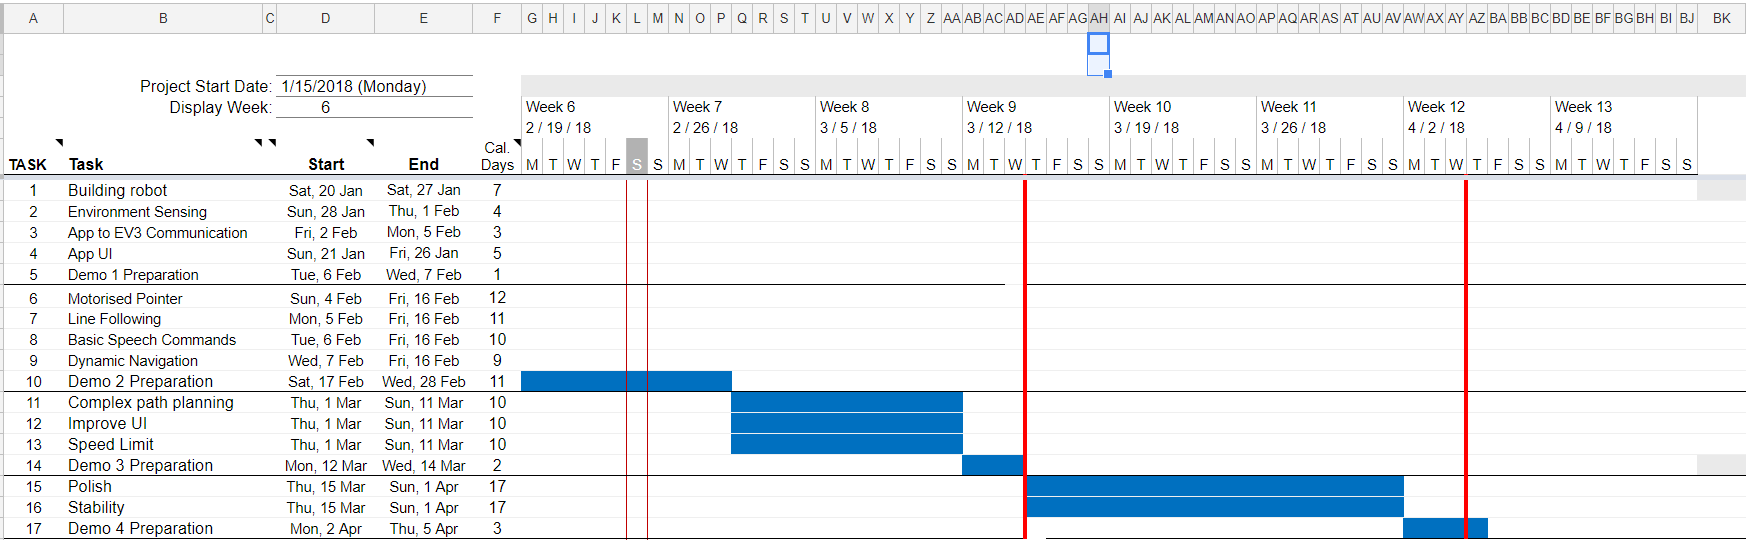 A B C D E F G H I J K L M N O P Q R S T U V W X Y Z AA AB AC AD AE AF AG AH AI AJ AK AL AM AN AO AP AQ AR AS AT AU AV AW AX AY AZ BA BB BC BD BE BF BG BH BI BJ BK
Project Start Date: 1/15/2018 (Monday)
Display Week: 6 Week 6 Week 7 Week 8 Week 9 Week 10 Week 11 Week 12 Week 13
2 / 19 / 18 2 / 26 / 18 3 / 5 / 18 3 / 12 / 18 3 / 19 / 18 3 / 26 / 18 4 / 2 / 18 4 / 9 / 18
Cal.
TASK Task Start End Days M T W T F S S M T W T F S S M T W T F S S M T W T F S S M T W T F S S M T W T F S S M T W T F S S M T W T F S S
1 Building robot Sat, 20 Jan Sat, 27 Jan 7
2 Environment Sensing Sun, 28 Jan Thu, 1 Feb 4
3 App to EV3 Communication Fri, 2 Feb Mon, 5 Feb 3
4 App UI Sun, 21 Jan Fri, 26 Jan 5
5 Demo 1 Preparation Tue, 6 Feb Wed, 7 Feb 1
6 Motorised Pointer Sun, 4 Feb Fri, 16 Feb 12
7 Line Following Mon, 5 Feb Fri, 16 Feb 11
8 Basic Speech Commands Tue, 6 Feb Fri, 16 Feb 10
9 Dynamic Navigation Wed, 7 Feb Fri, 16 Feb 9
10 Demo 2 Preparation Sat, 17 Feb Wed, 28 Feb 11
11 Complex path planning Thu, 1 Mar Sun, 11 Mar 10
12 Improve UI Thu, 1 Mar Sun, 11 Mar 10
13 Speed Limit Thu, 1 Mar Sun, 11 Mar 10
14 Demo 3 Preparation Mon, 12 Mar Wed, 14 Mar 2
15 Polish Thu, 15 Mar Sun, 1 Apr 17
16 Stability Thu, 15 Mar Sun, 1 Apr 17
17 Demo 4 Preparation Mon, 2 Apr Thu, 5 Apr 3